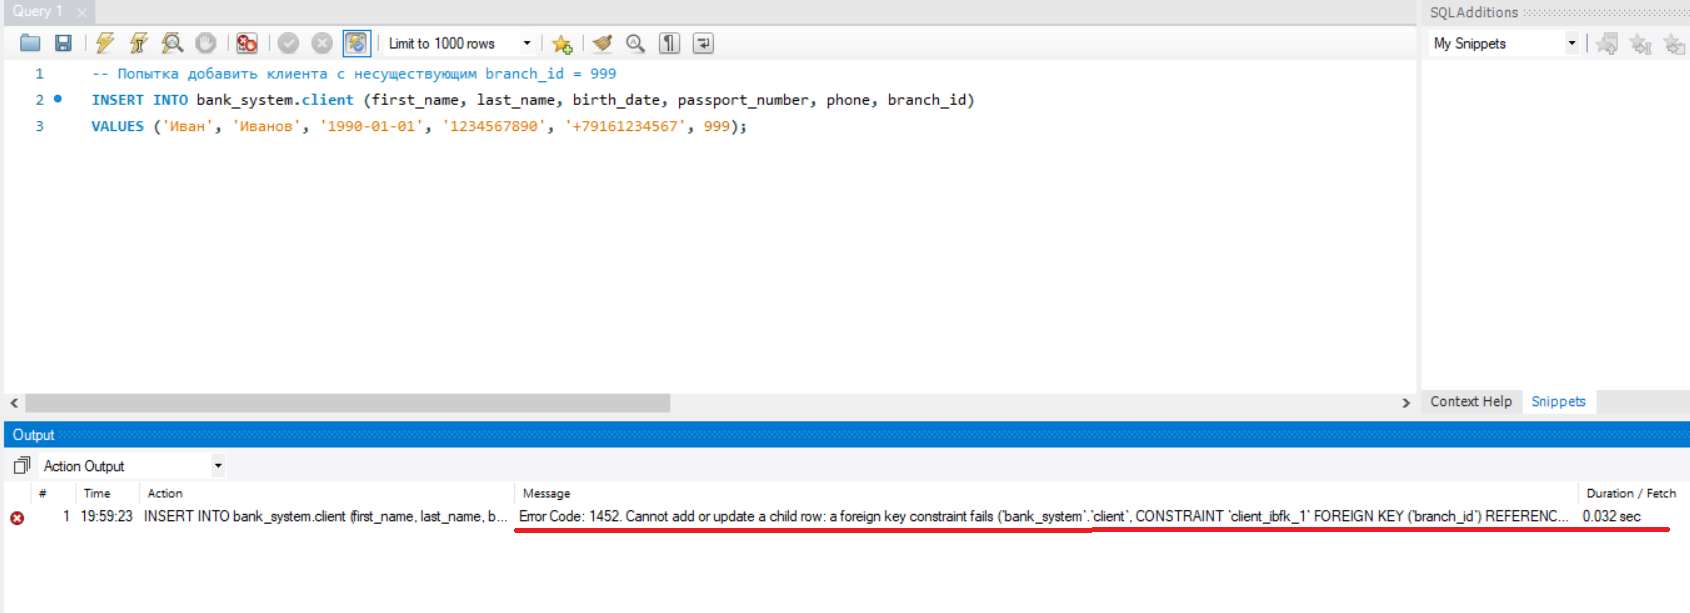 Query 1
SQLAdditions
Limit to 1000 rows
My Snippets
1 -- Попытка добавить клиента с несуществующим branch_id = 999
2 INSERT INTO bank_system.client (first_name, last_name, birth_date, passport_number, phone, branch_id)
3 VALUES ('Иван', 'Иванов', '1990-01-01', '1234567890', '+79161234567', 999);
Context Help Snippets
Output
Action Output
# Time Action Message Duration / Fetch
1 19:59:23 INSERT INTO bank_system.client (first_name, last_name, b... Error Code: 1452. Cannot add or update a child row: a foreign key constraint fails (`bank_system`.`client`, CONSTRAINT `client_ibfk_1` FOREIGN KEY (`branch_id`) REFERENC... 0.032 sec